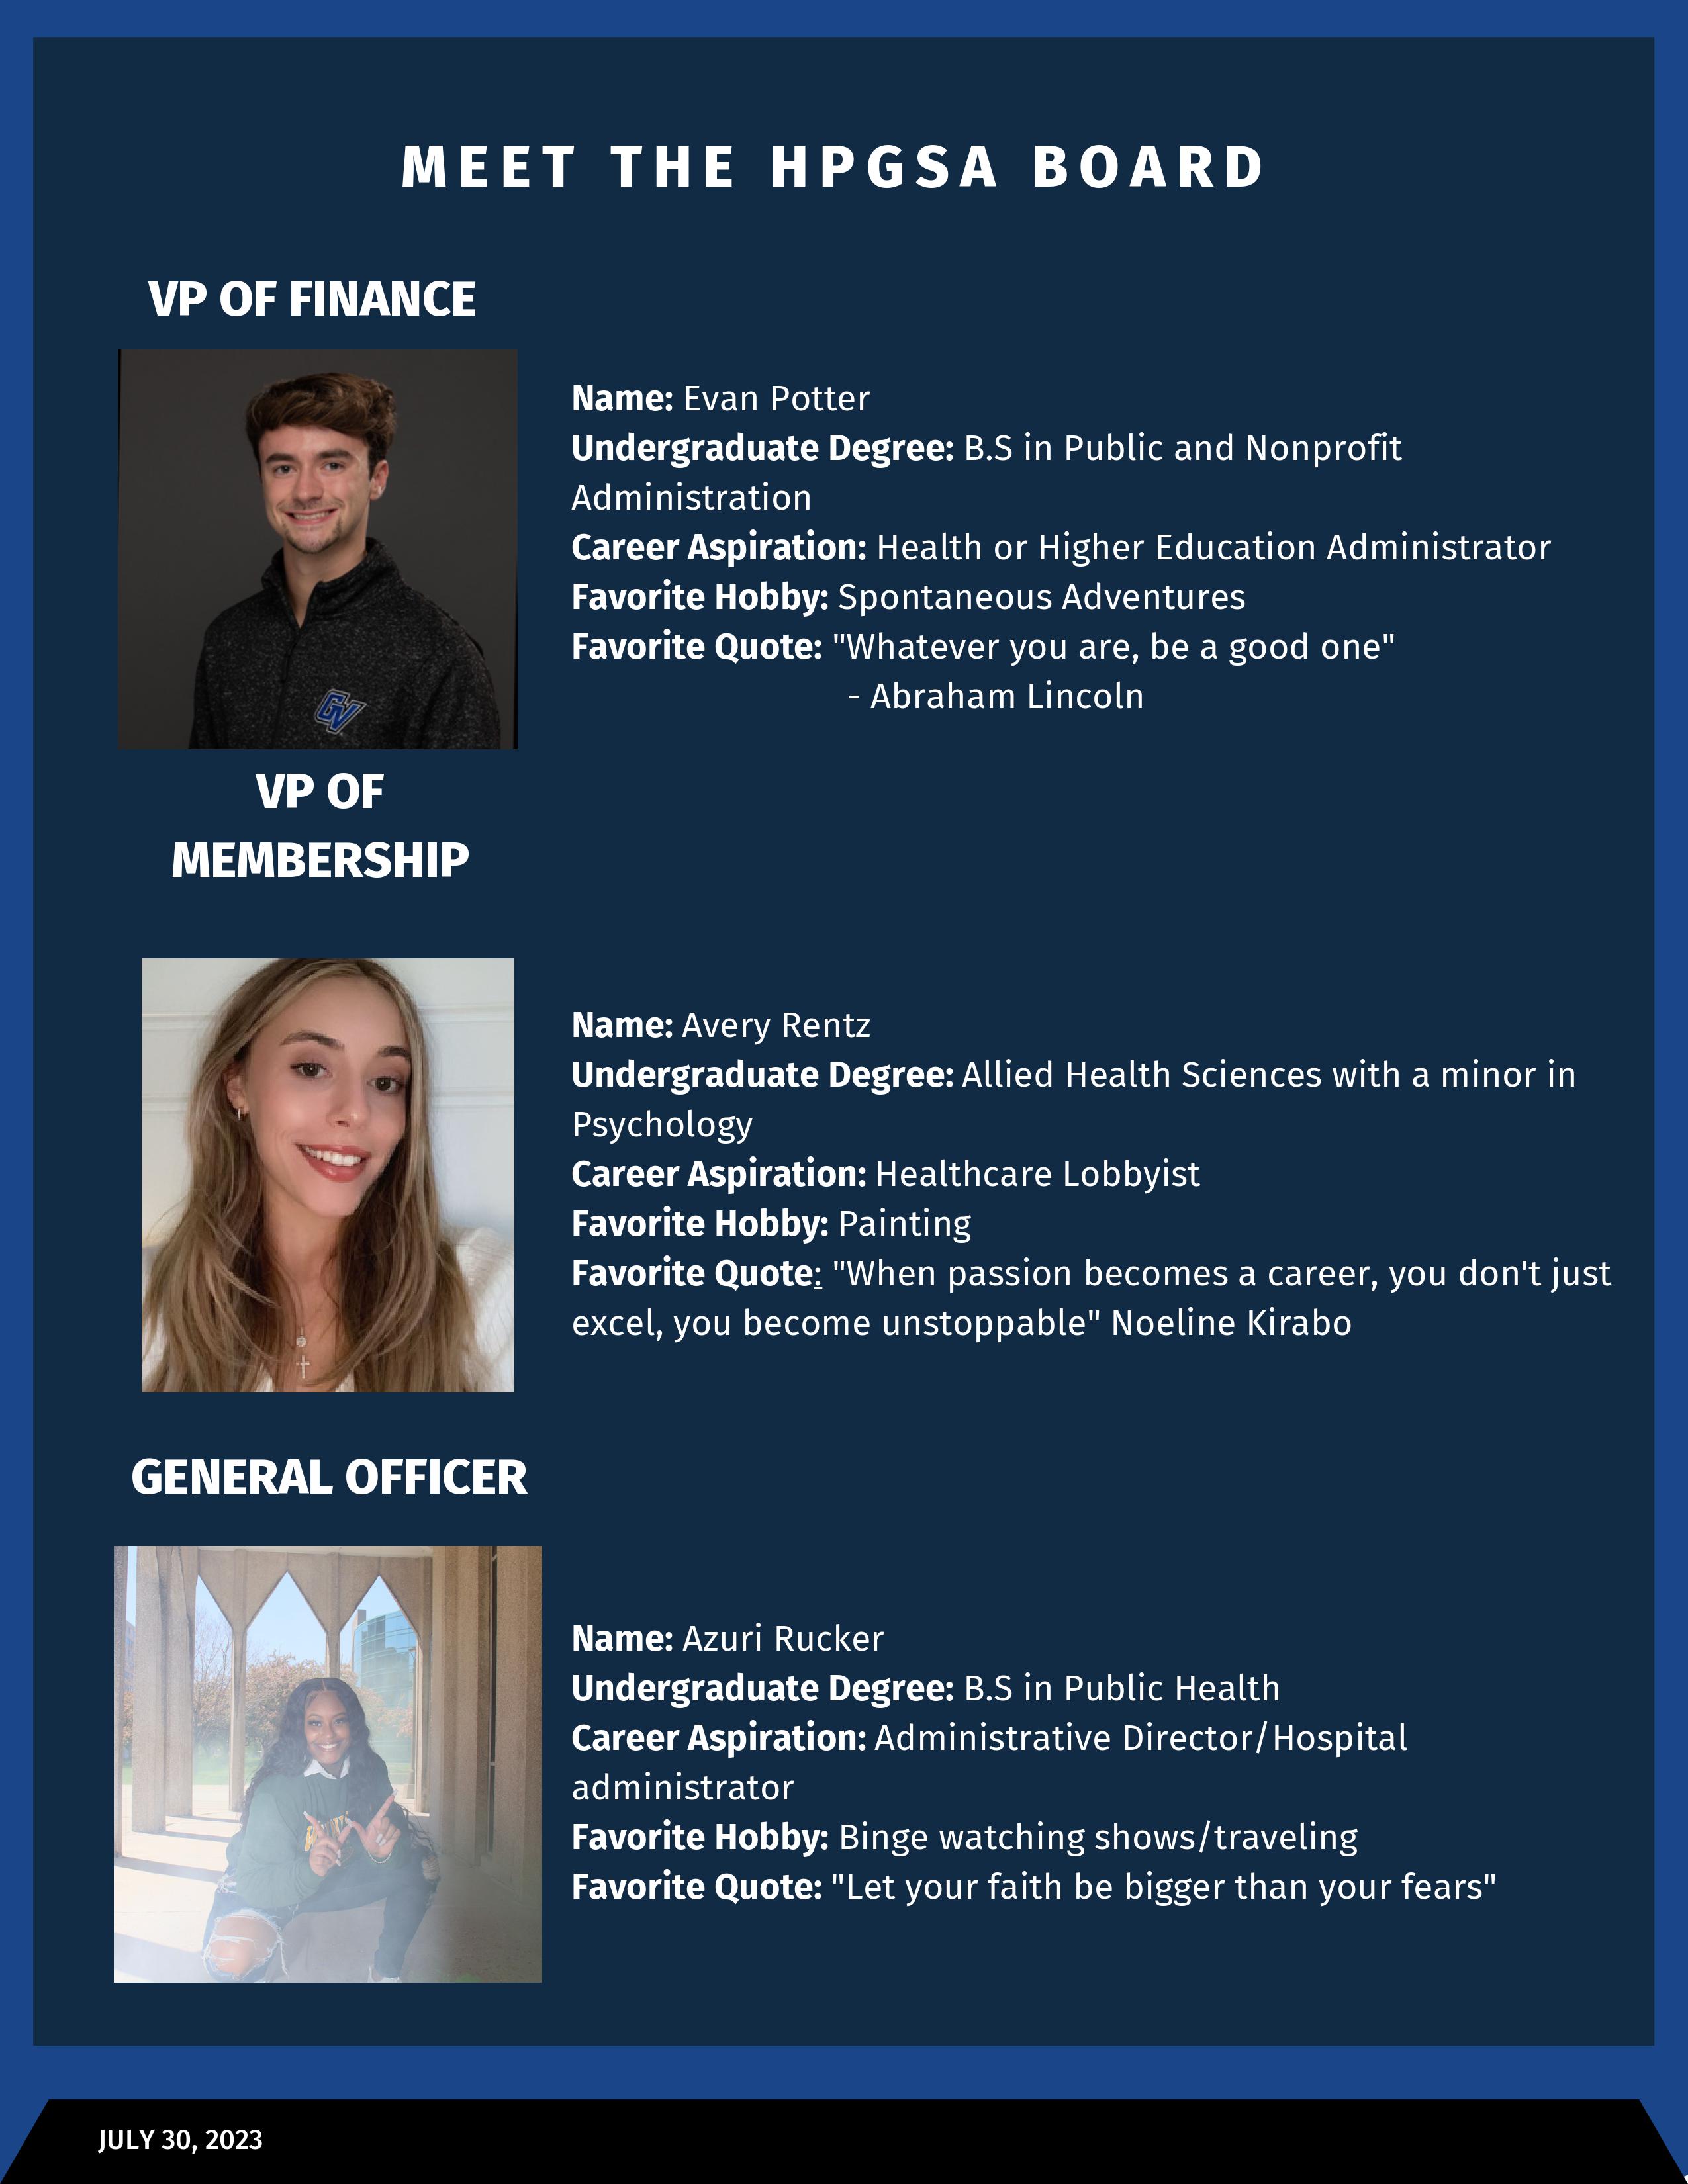 MEET THE HPGSA BOARD
VP OF FINANCE
Name: Evan Potter
Undergraduate Degree: B.S in Public and Nonprofit
Administration
Career Aspiration: Health or Higher Education Administrator
Favorite Hobby: Spontaneous Adventures
Favorite Quote: "Whatever you are, be a good one"
- Abraham Lincoln
GV
VP OF
MEMBERSHIP
Name: Avery Rentz
Undergraduate Degree: Allied Health Sciences with a minor in
Psychology
Career Aspiration: Healthcare Lobbyist
Favorite Hobby: Painting
Favorite Quote: "When passion becomes a career, you don't just
excel, you become unstoppable" Noeline Kirabo
GENERAL OFFICER
Name: Azuri Rucker
Undergraduate Degree: B.S in Public Health
Career Aspiration: Administrative Director/Hospital
administrator
Favorite Hobby: Binge watching shows/traveling
Favorite Quote: "Let your faith be bigger than your fears"
JULY 30, 2023